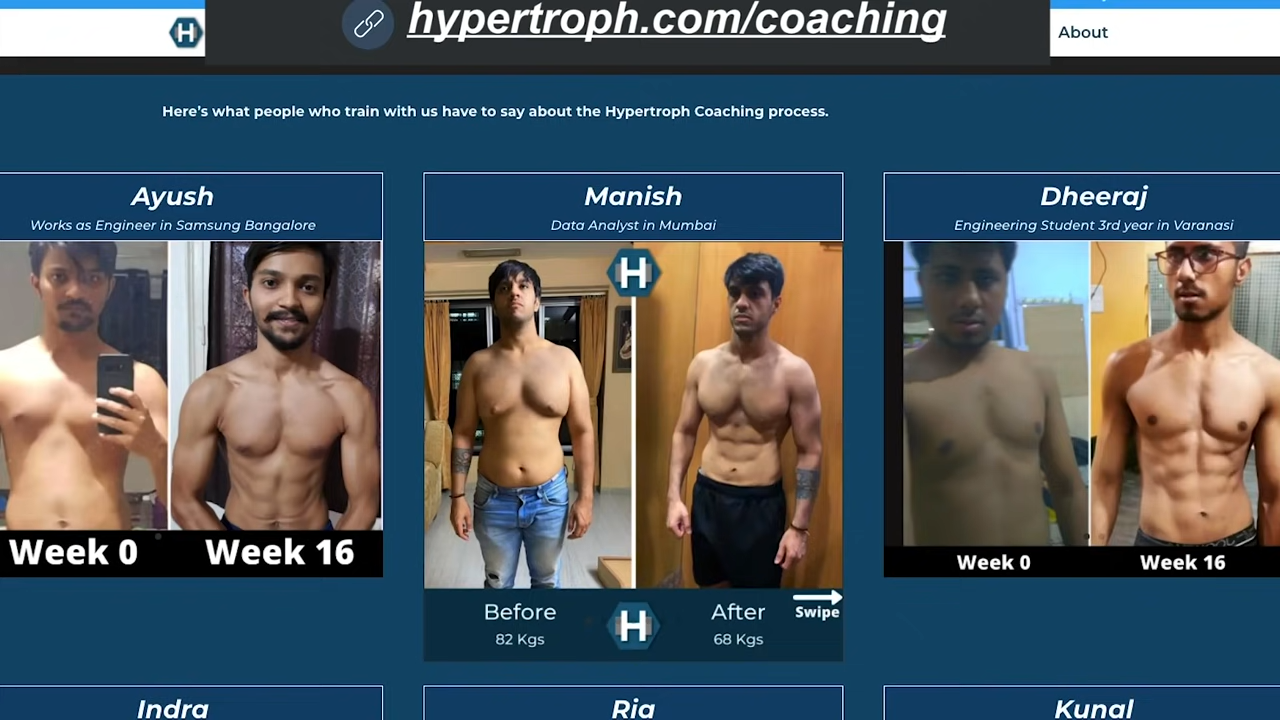 hypertroph.com/coaching
H
About
Here's what people who train with us have to say about the Hypertroph Coaching process.
Ayush
Works as Engineer in Samsung Bangalore
Manish
Data Analyst in Mumbai
Dheeraj
Engineering Student 3rd year in Varanasi
H
Week 0
Week 16
Before
82 Kgs
H
After
68 Kgs
Swipe
Week 0
Week 16
Indra
Ria
Kunal